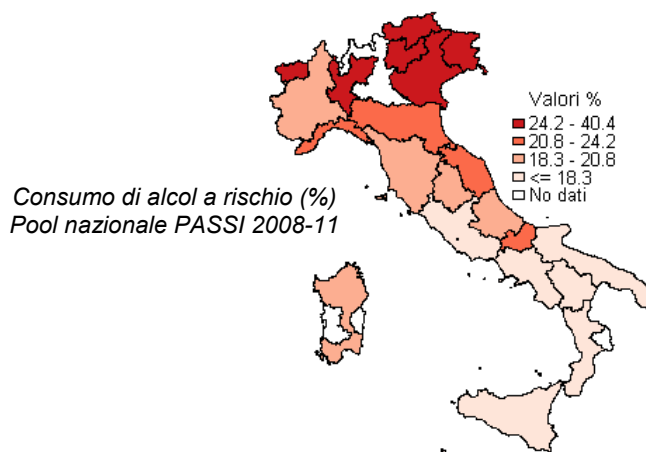 Valori %
24.2 - 40.4
20.8 - 24.2
18.3 - 20.8
<= 18.3
No dati
Consumo di alcol a rischio (%)
Pool nazionale PASSI 2008-11